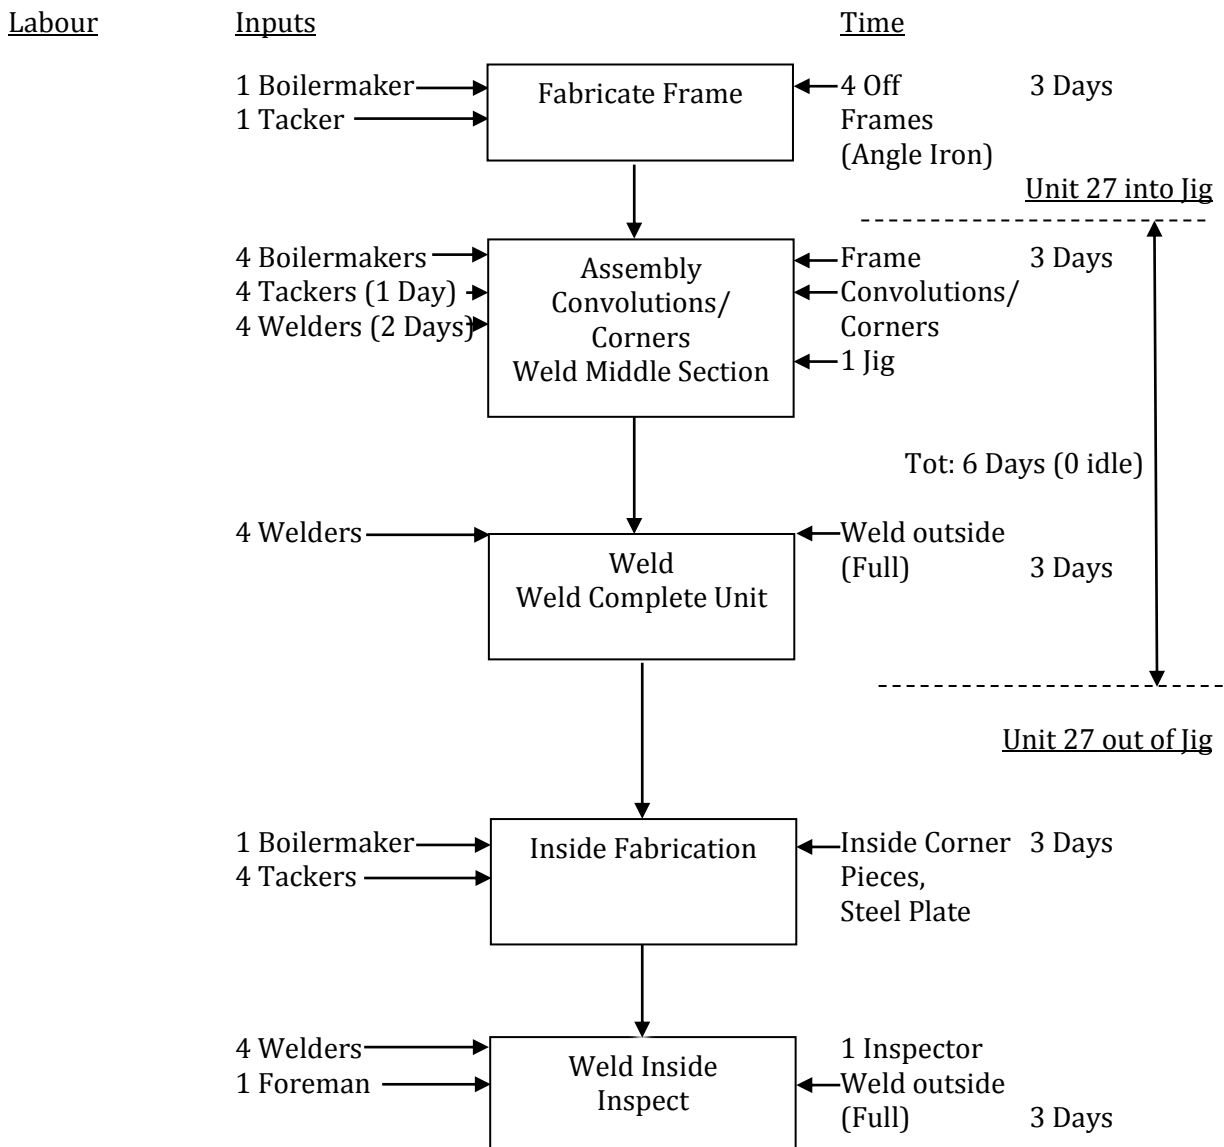 Labour Inputs Time
1 Boilermaker Fabricate Frame 4 Off 3 Days
1 Tacker Frames
(Angle Iron)
Unit 27 into Jig
4 Boilermakers Assembly Frame 3 Days
4 Tackers (1 Day) Convolutions/ Convolutions/
4 Welders (2 Days) Corners Corners
Weld Middle Section 1 Jig
Tot: 6 Days (0 idle)
4 Welders Weld Weld outside
Weld Complete Unit (Full) 3 Days
Unit 27 out of Jig
1 Boilermaker Inside Fabrication Inside Corner 3 Days
4 Tackers Pieces,
Steel Plate
4 Welders Weld Inside 1 Inspector
1 Foreman Inspect Weld outside
(Full) 3 Days